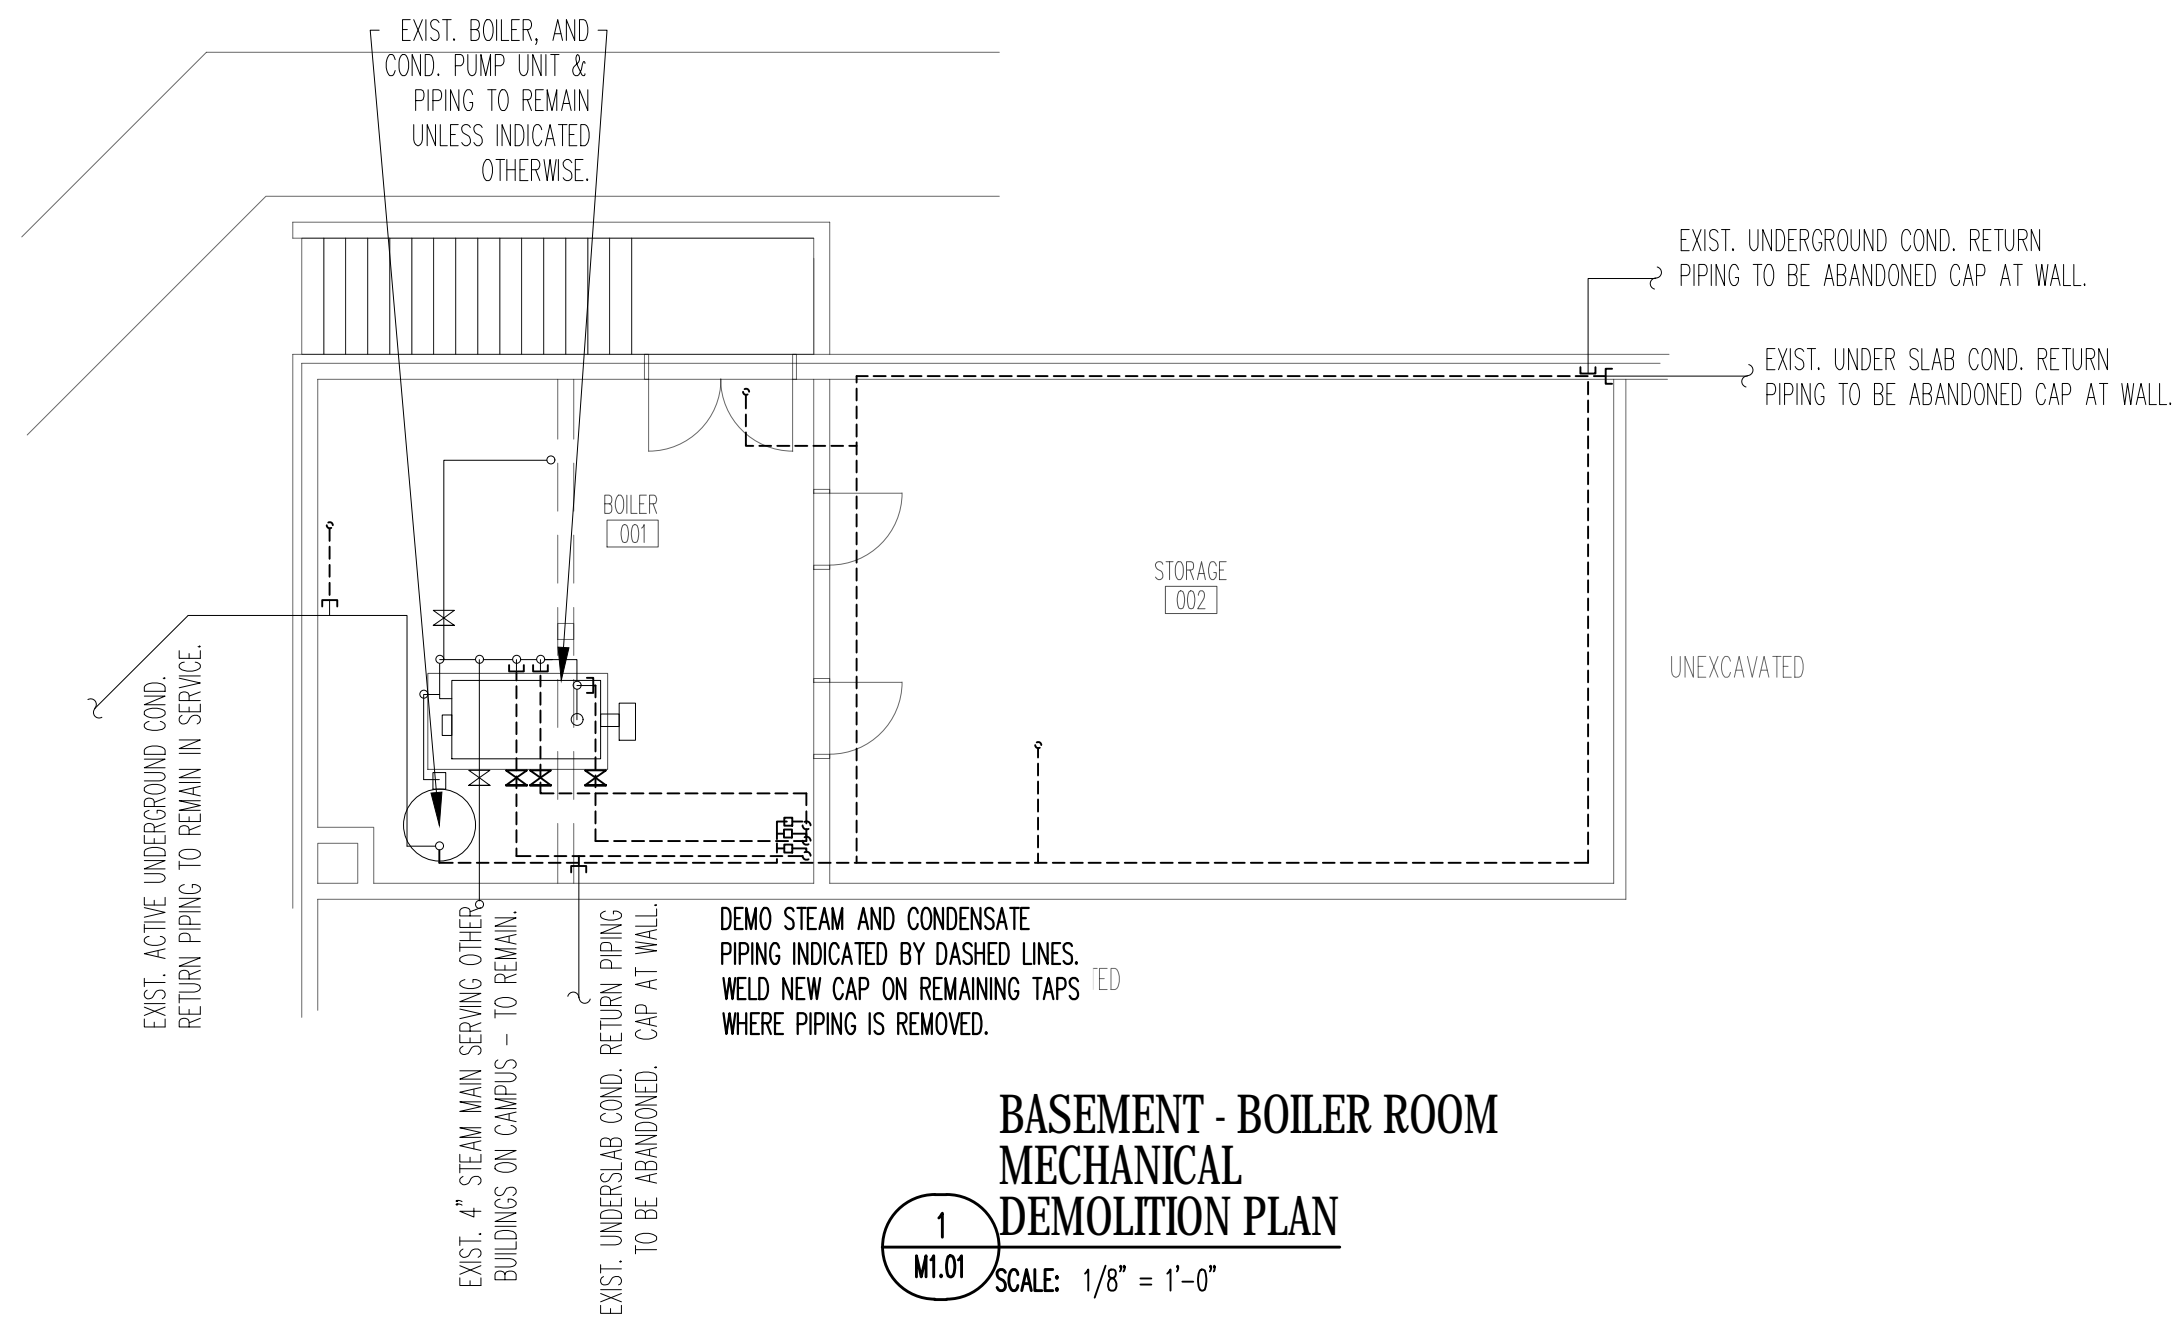 EXIST. BOILER, AND
COND. PUMP UNIT &
PIPING TO REMAIN
UNLESS INDICATED
OTHERWISE.
EXIST. UNDERGROUND COND. RETURN
PIPING TO BE ABANDONED CAP AT WALL.
EXIST. UNDER SLAB COND. RETURN
PIPING TO BE ABANDONED CAP AT WALL.
BOILER
001
STORAGE
002
UNEXCAVATED
EXIST. ACTIVE UNDERGROUND COND.
RETURN PIPING TO REMAIN IN SERVICE.
EXIST. 4" STEAM MAIN SERVING OTHER
BUILDINGS ON CAMPUS - TO REMAIN.
EXIST. UNDERSLAB COND. RETURN PIPING
TO BE ABANDONED. CAP AT WALL.
DEMO STEAM AND CONDENSATE
PIPING INDICATED BY DASHED LINES.
WELD NEW CAP ON REMAINING TAPS
WHERE PIPING IS REMOVED.
TED
BASEMENT - BOILER ROOM
MECHANICAL
DEMOLITION PLAN
1
M1.01
SCALE: 1/8" = 1'-0"